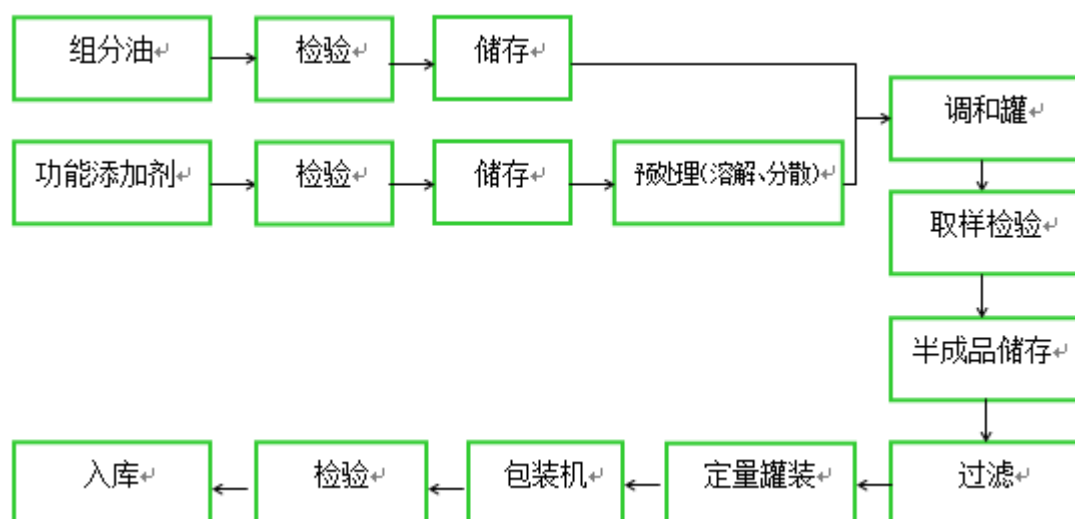 组分油
检验
储存
调和罐
功能添加剂
检验
储存
预处理(溶解、分散)
取样检验
半成品储存
入库
检验
包装机
定量罐装
过滤